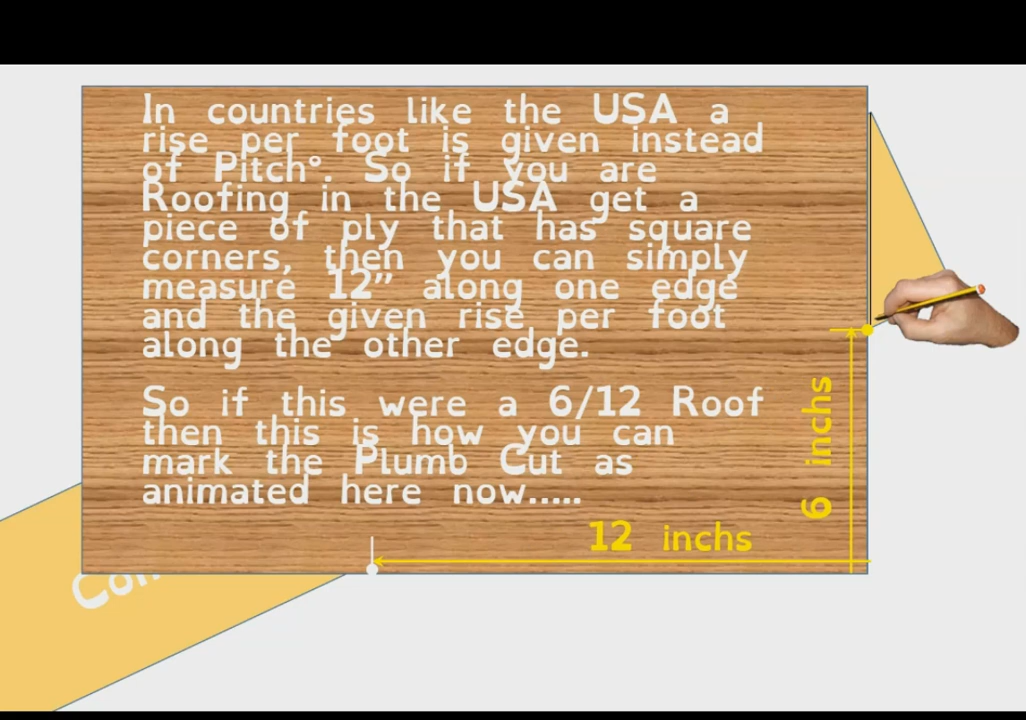 In countries like the USA a
rise per foot is given instead
of Pitch°. So if you are
Roofing in the USA get a
piece of ply that has square
corners, then you can simply
measure 12” along one edge
and the given rise per foot
along the other edge.
So if this were a 6/12 Roof
then this is how you can
mark the Plumb Cut as
animated here now.....
6 inchs
12 inchs